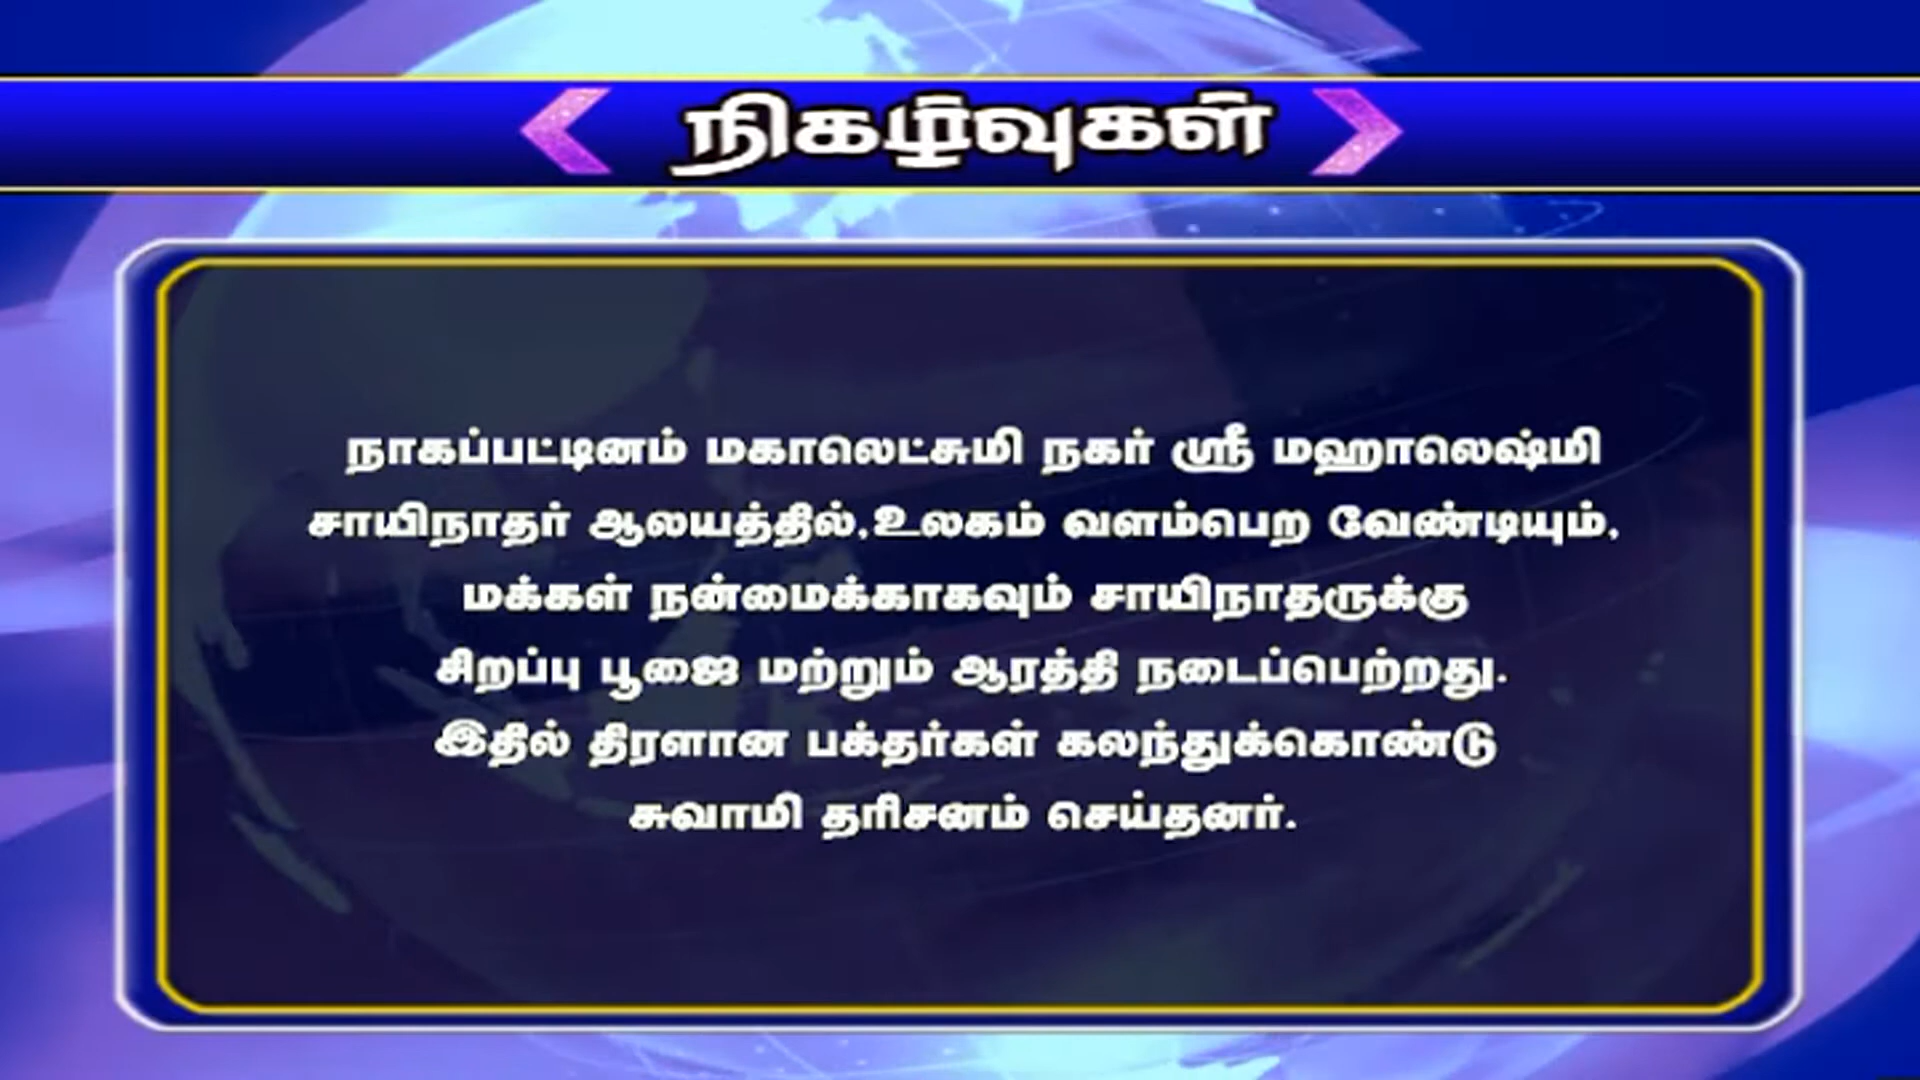 நிகழ்வுகள்
நாகப்பட்டினம் மகாலெட்சுமி நகர் ஸ்ரீ மஹாலெஷ்மி
சாயிநாதர் ஆலயத்தில்,உலகம் வளம்பெற வேண்டியும்,
மக்கள் நன்மைக்காகவும் சாயிநாதருக்கு
சிறப்பு பூஜை மற்றும் ஆரத்தி நடைப்பெற்றது.
இதில் திரளான பக்தர்கள் கலந்துக்கொண்டு
சுவாமி தரிசனம் செய்தனர்.